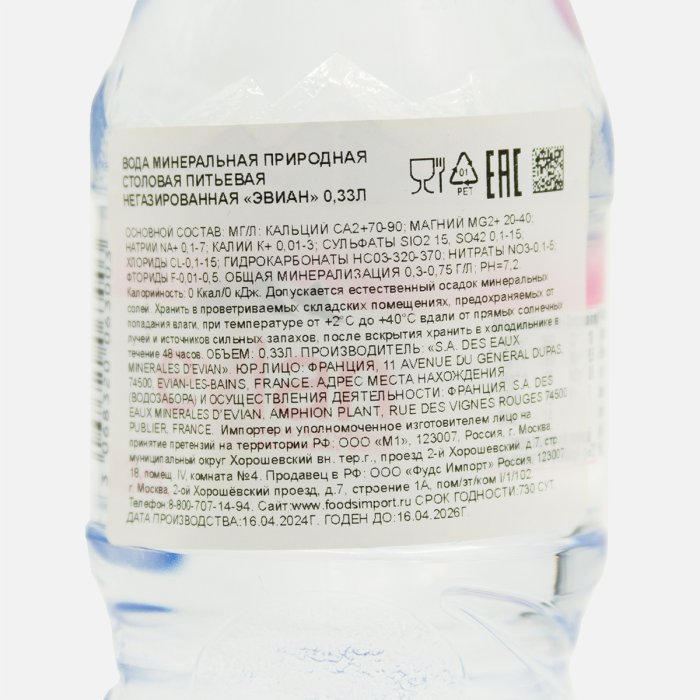 ВОДА МИНЕРАЛЬНАЯ ПРИРОДНАЯ
СТОЛОВАЯ ПИТЬЕВАЯ
НЕГАЗИРОВАННАЯ «ЭВИАН» 0,33Л
01
PET
EAC
ОСНОВНОЙ СОСТАВ: МГ/Л: КАЛЬЦИЙ CA2+70-90; МАГНИЙ MG2+ 20-40;
НАТРИЙ NA+ 0,1-7; КАЛИЙ K+ 0,01-3; СУЛЬФАТЫ SIO2 15, SO42 0,1-15,
ХЛОРИДЫ CL-0,1-15; ГИДРОКАРБОНАТЫ HCO3-320-370; НИТРАТЫ NO3-0,1-5;
ФТОРИДЫ F-0,01-0,5. ОБЩАЯ МИНЕРАЛИЗАЦИЯ 0,3-0,75 Г/Л; PH=7,2.
Калорийность: 0 Ккал/0 кДж. Допускается естественный осадок минеральных
солей. Хранить в проветриваемых складских помещениях, предохраняемых от
попадания влаги, при температуре от +2°C до +40°C вдали от прямых солнечных
лучей и источников сильных запахов, после вскрытия хранить в холодильнике в
течение 48 часов. ОБЪЕМ: 0,33Л. ПРОИЗВОДИТЕЛЬ: «S.A. DES EAUX
MINERALES D'EVIAN». ЮР.ЛИЦО: ФРАНЦИЯ, 11 AVENUE DU GENERAL DUPAS,
74500, EVIAN-LES-BAINS, FRANCE. АДРЕС МЕСТА НАХОЖДЕНИЯ
(ВОДОЗАБОРА) И ОСУЩЕСТВЛЕНИЯ ДЕЯТЕЛЬНОСТИ: ФРАНЦИЯ, S.A. DES
EAUX MINERALES D'EVIAN, AMPHION PLANT, RUE DES VIGNES ROUGES 74500
PUBLIER, FRANCE. Импортер и уполномоченное изготовителем лицо на
принятие претензий на территории РФ: ООО «М1», 123007, Россия, г. Москва
муниципальный округ Хорошевский вн. тер.г., проезд 2-й Хорошевский, д.7, стр.
18, помещ. IV, комната №4. Продавец в РФ: ООО «Фудс Импорт» Россия, 123007,
г. Москва, 2-ой Хорошёвский проезд, д.7, строение 1А, пом/эт/ком I/1/102.
Телефон 8-800-707-14-94. Сайт:www.foodsimport.ru СРОК ГОДНОСТИ:730 СУТ.
ДАТА ПРОИЗВОДСТВА:16.04.2024Г. ГОДЕН ДО:16.04.2026Г.